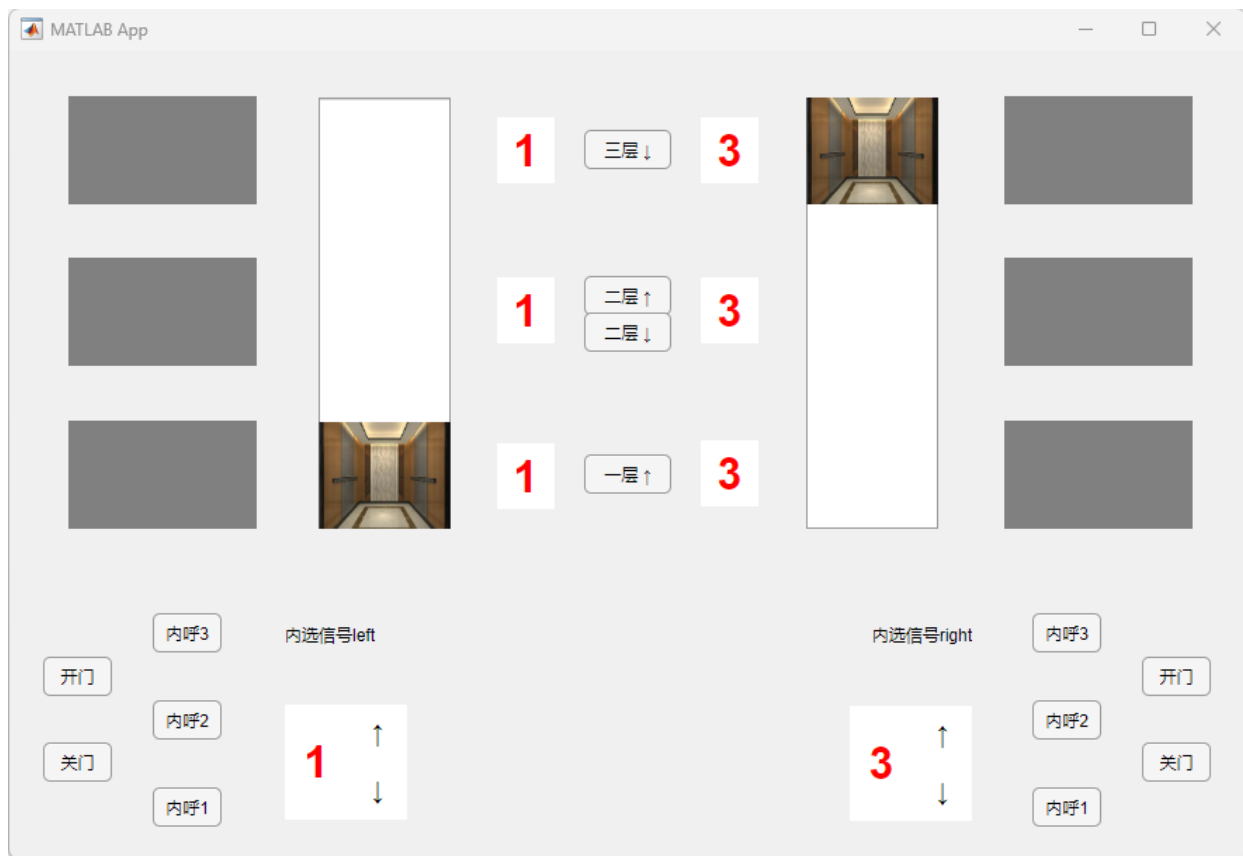 MATLAB App
1 三层↓ 3
1 二层↑ 3
二层↓
1 一层↑ 3
内呼3 内选信号left 内选信号right 内呼3
开门 开门
内呼2 内呼2
1 ↑ 3 ↑
关门 关门
↓ ↓
内呼1 内呼1